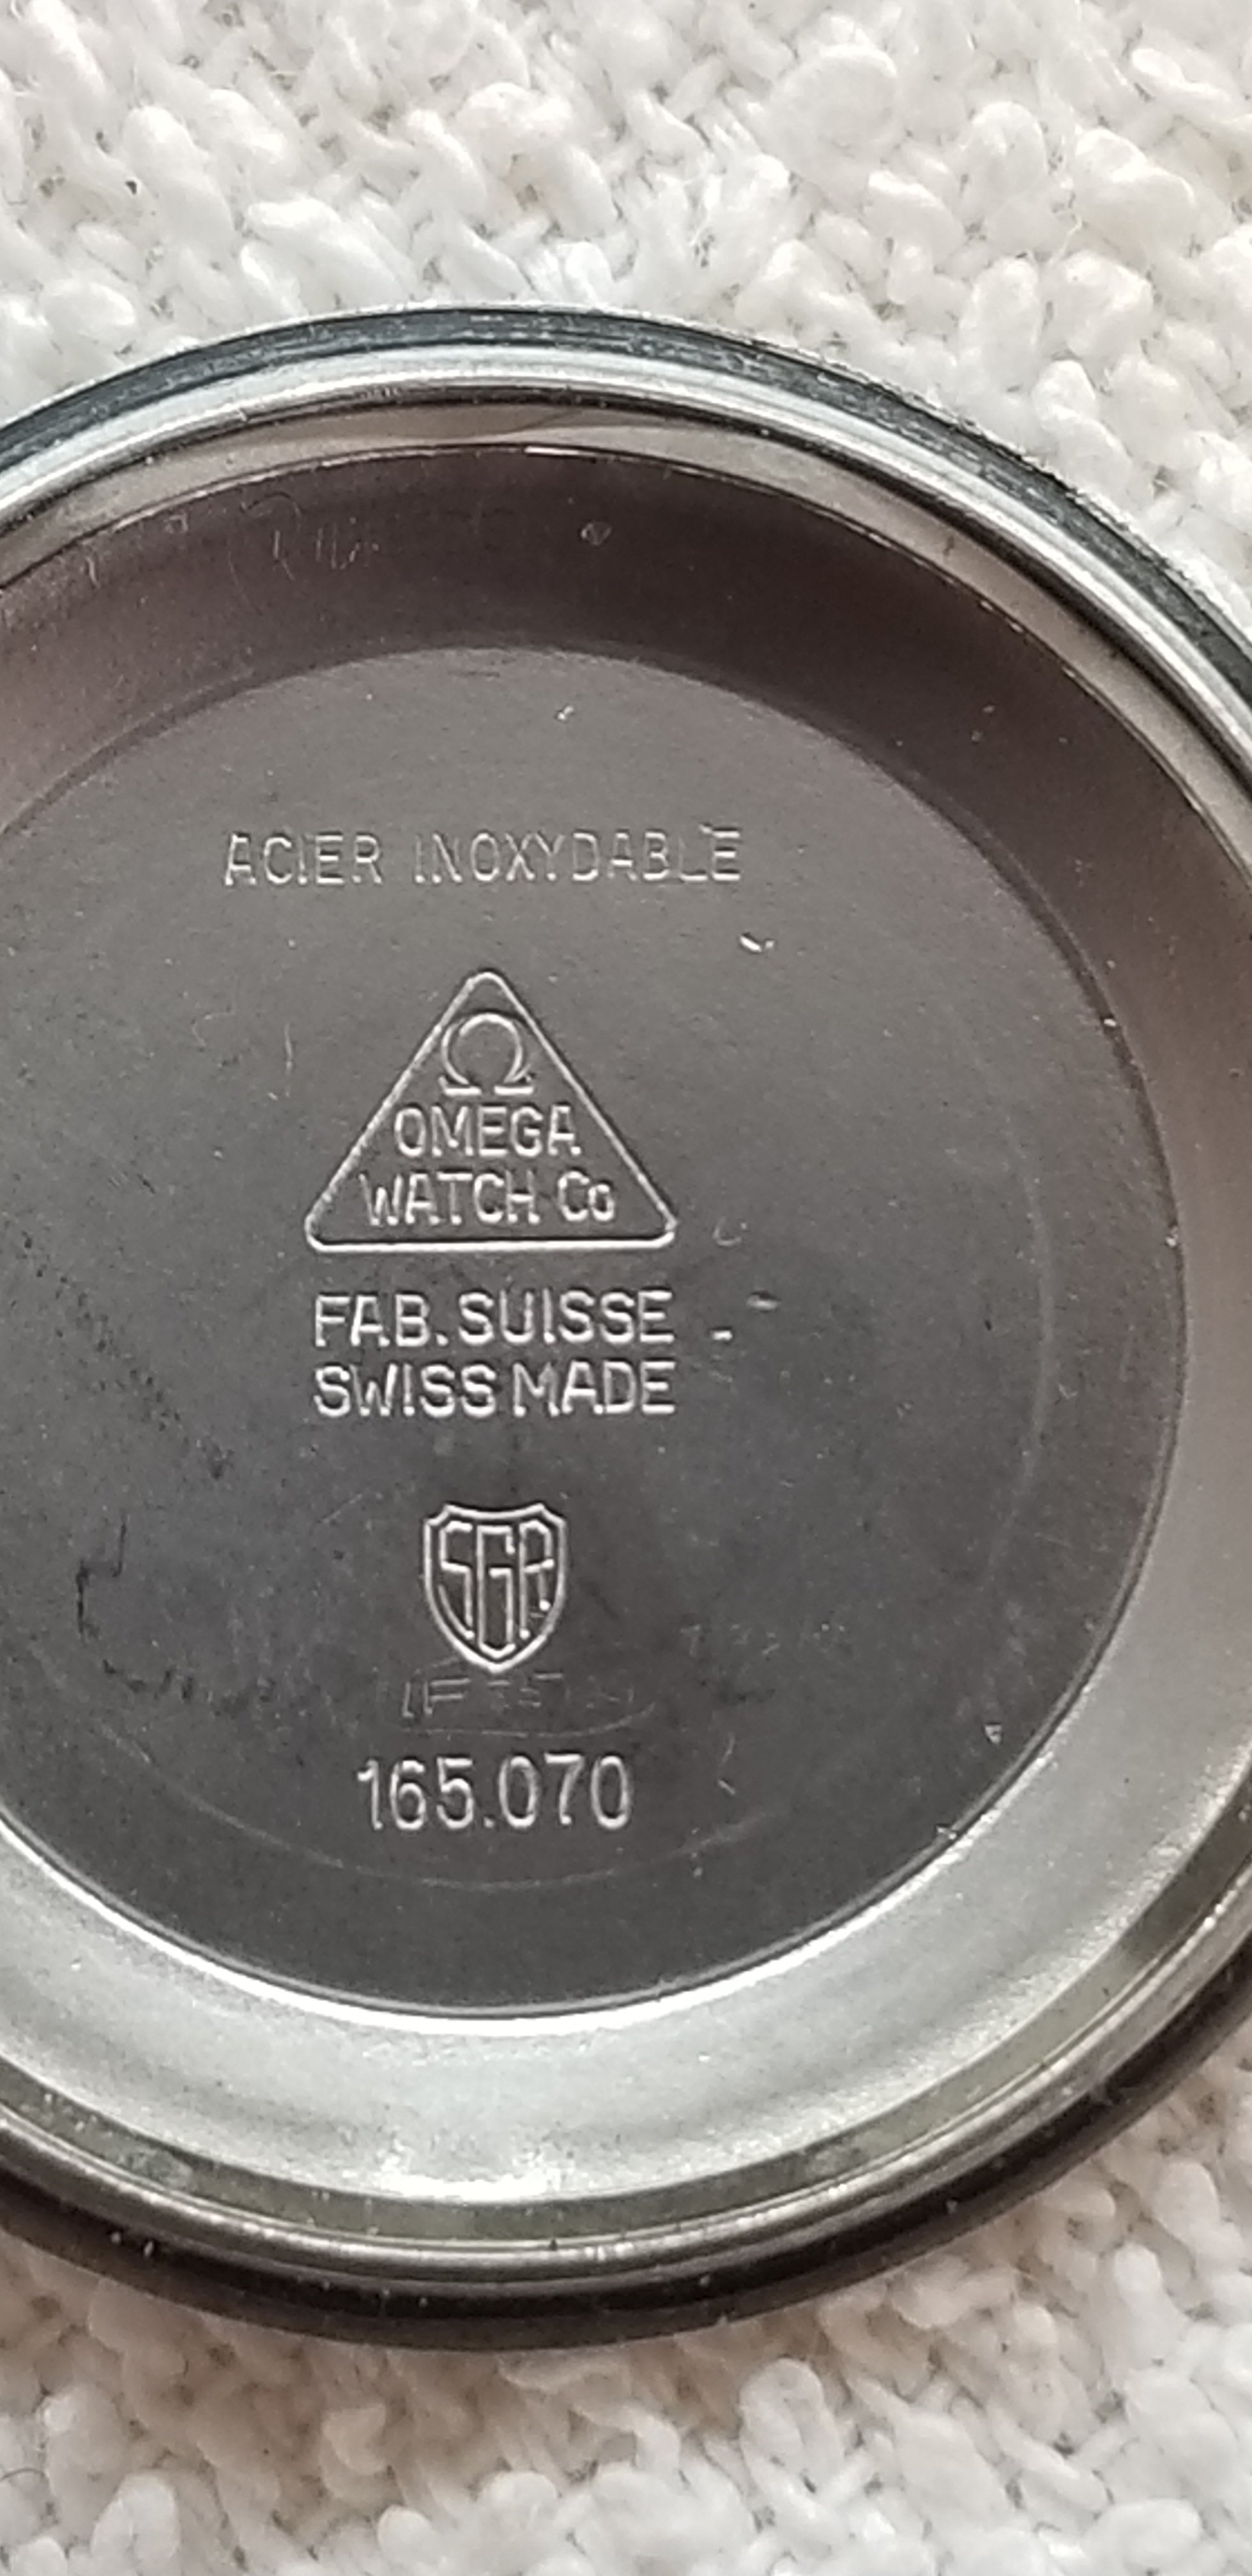 ACIER INOXYDABLE
Ω
OMEGA
WATCH Co
FAB. SUISSE
SWISS MADE
SGR
165.070